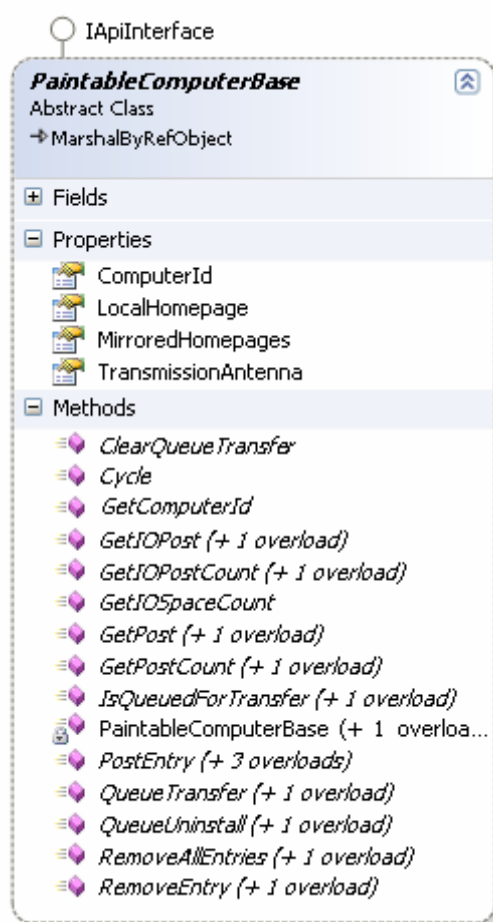 IApiInterface
PaintableComputerBase
Abstract Class
MarshalByRefObject
Fields
Properties
ComputerId
LocalHomepage
MirroredHomepages
TransmissionAntenna
Methods
ClearQueueTransfer
Cycle
GetComputerId
GetIOPost (+ 1 overload)
GetIOPostCount (+ 1 overload)
GetIOSpaceCount
GetPost (+ 1 overload)
GetPostCount (+ 1 overload)
IsQueuedForTransfer (+ 1 overload)
PaintableComputerBase (+ 1 overloa...
PostEntry (+ 3 overloads)
QueueTransfer (+ 1 overload)
QueueUninstall (+ 1 overload)
RemoveAllEntries (+ 1 overload)
RemoveEntry (+ 1 overload)